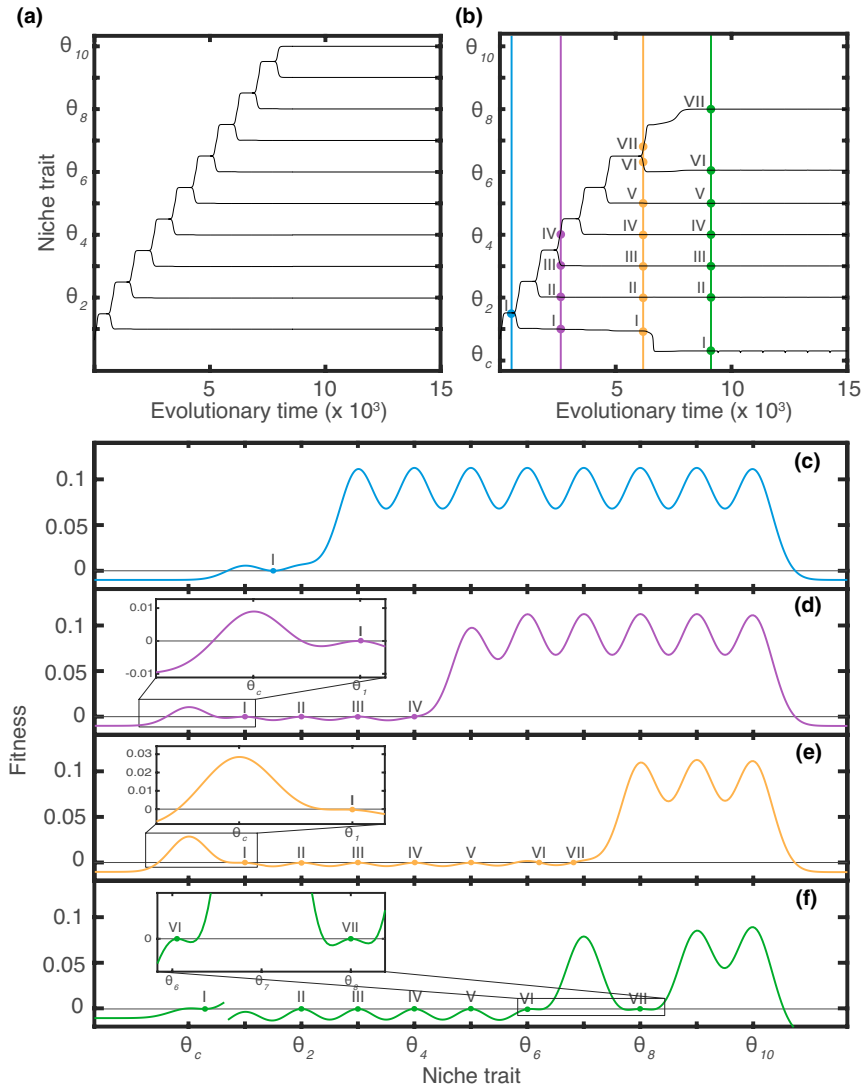 (a)
(b)
Niche trait
θ10
θ8
θ6
θ4
θ2
5
10
15
Evolutionary time (x 10³)
θ10
θ8
θ6
θ4
θ2
θc
VII
VII
VI
VI
V
V
IV
IV
IV
III
III
III
II
II
II
I
I
I
I
5
10
15
Evolutionary time (x 10³)
Fitness
(c)
0.1
0.05
0
I
(d)
0.1
0.05
0
0.01
0
-0.01
I
θc
θ1
I
II
III
IV
(e)
0.1
0.05
0
0.03
0.02
0.01
0
I
θc
θ1
I
II
III
IV
V
VI
VII
(f)
0.1
0.05
0
VI
VII
0
θ6
θ7
θ8
I
II
III
IV
V
VI
VII
θc
θ2
θ4
θ6
θ8
θ10
Niche trait